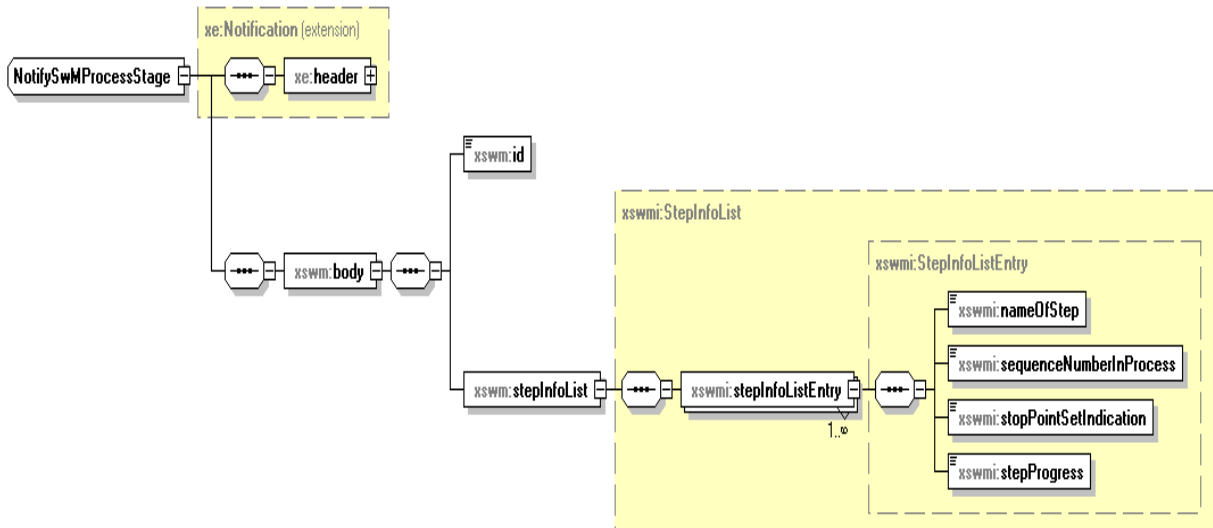 xe:Notification (extension)
NotifySwMProcessStage
xe:header
xswm:id
xswmi:StepInfoList
xswmi:StepInfoListEntry
xswm:body
xswmi:nameOfStep
xswmi:sequenceNumberInProcess
xswm:stepInfoList
xswmi:stepInfoListEntry
1..∞
xswmi:stopPointSetIndication
xswmi:stepProgress